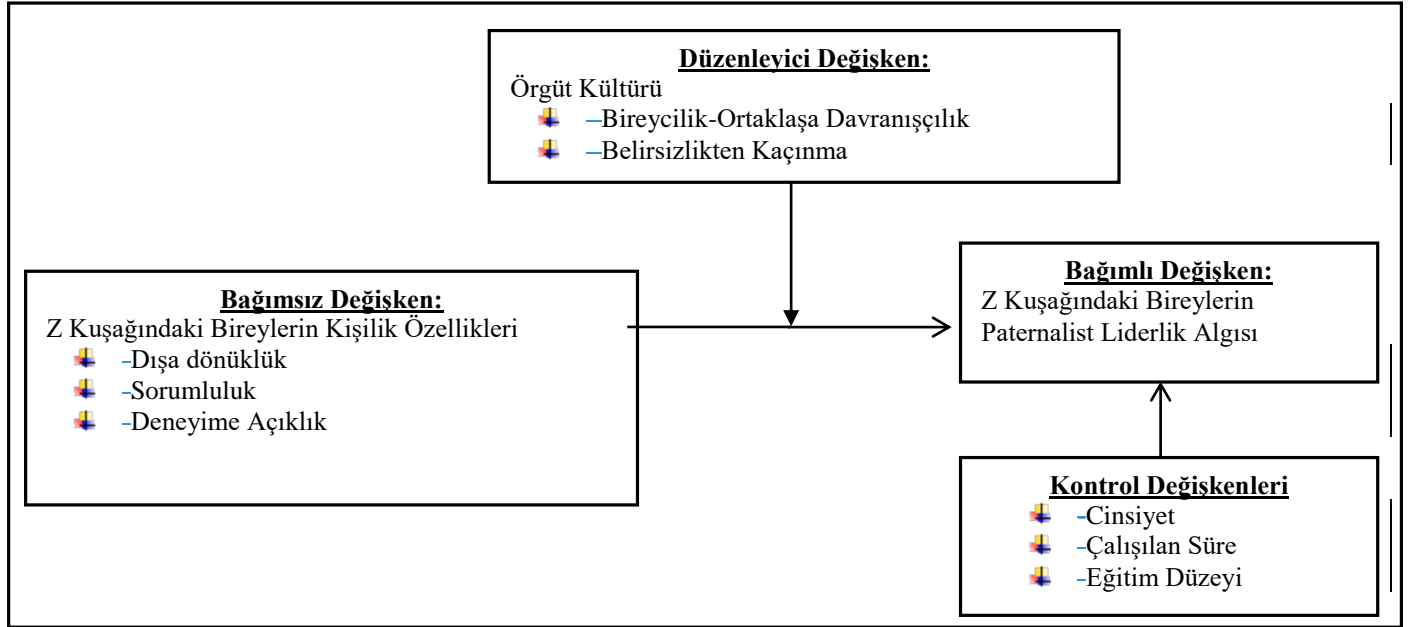 Düzenleyici Değişken:
Örgüt Kültürü
–Bireycilik-Ortaklaşa Davranışçılık
–Belirsizlikten Kaçınma
Bağımsız Değişken:
Z Kuşağındaki Bireylerin Kişilik Özellikleri
-Dışa dönüklük
-Sorumluluk
-Deneyime Açıklık
Bağımlı Değişken:
Z Kuşağındaki Bireylerin
Paternalist Liderlik Algısı
Kontrol Değişkenleri
-Cinsiyet
-Çalışılan Süre
-Eğitim Düzeyi